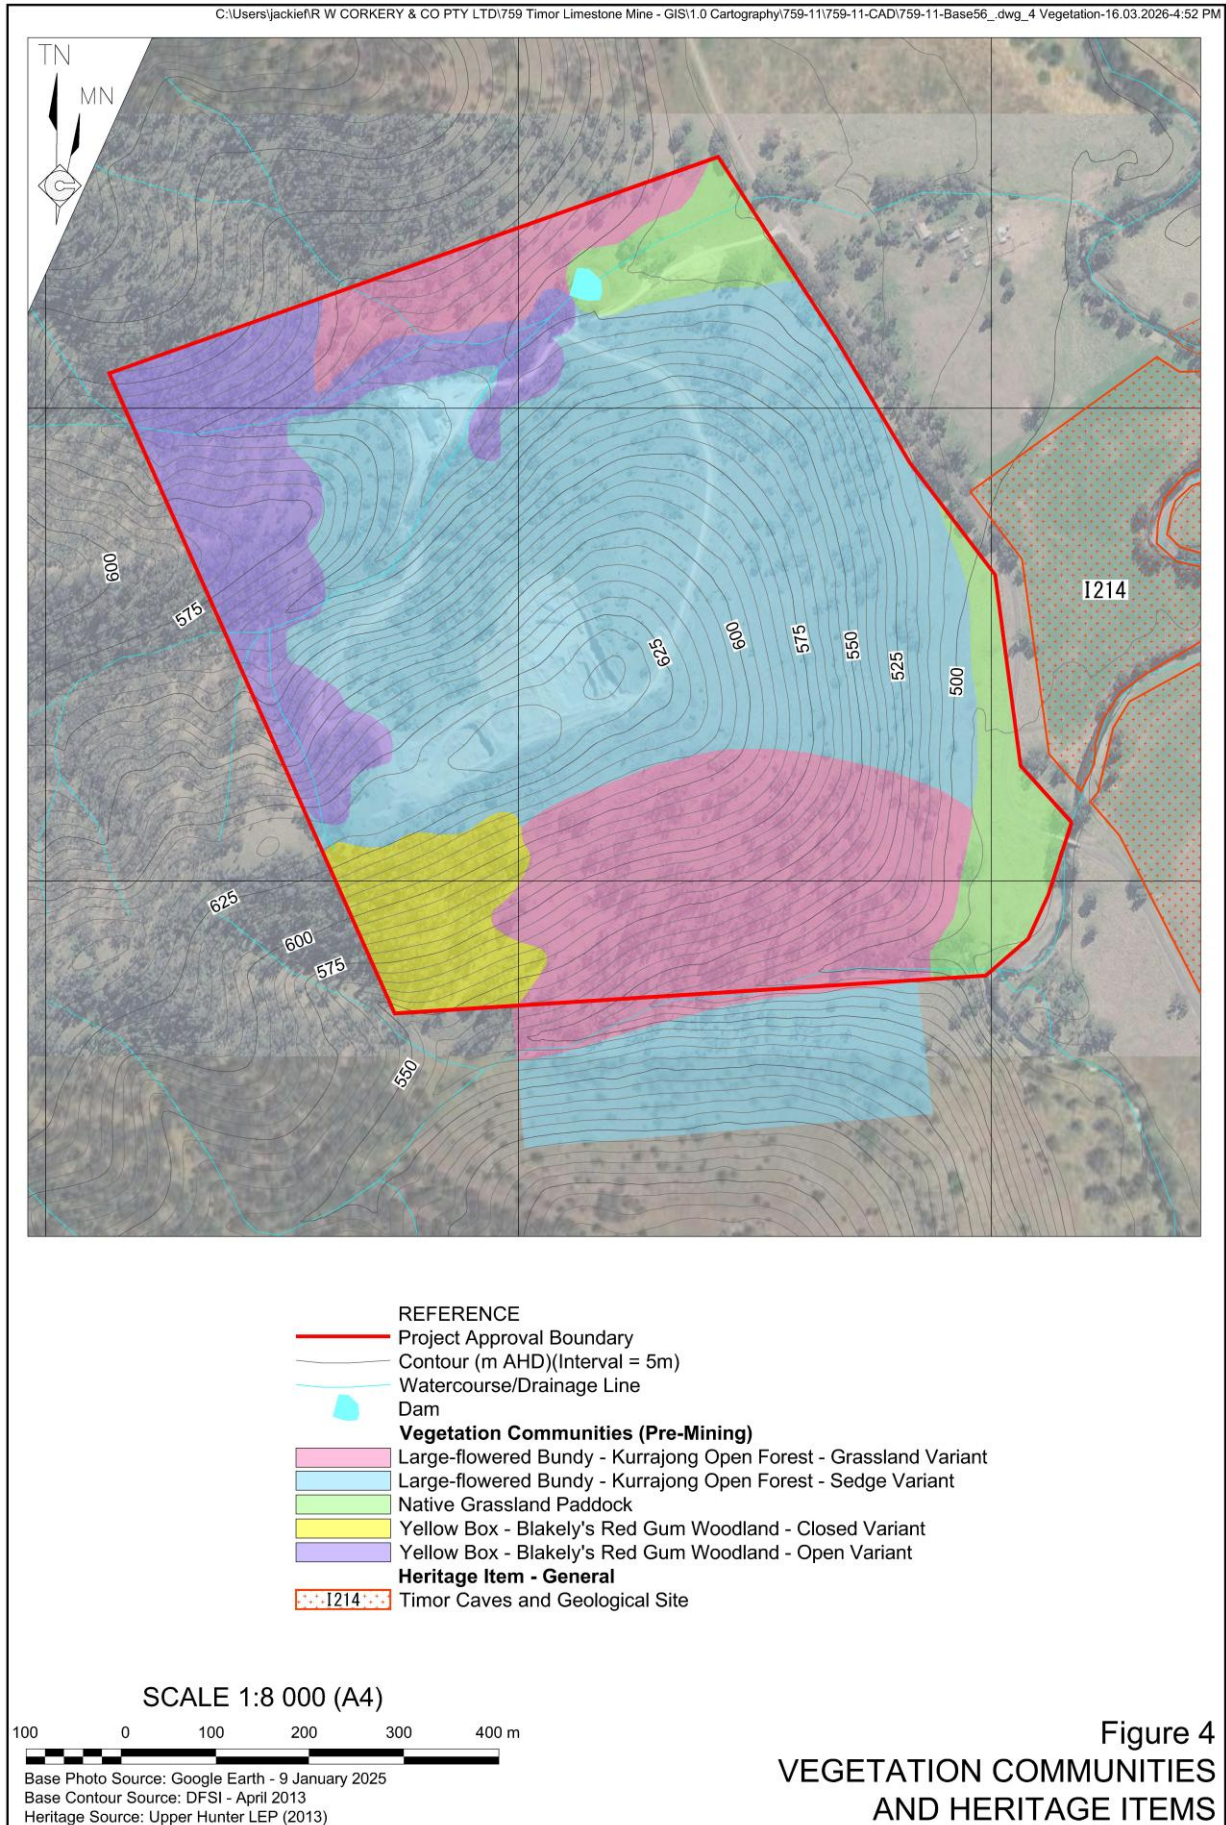 C:\Users\jackief\R W CORKERY & CO PTY LTD\759 Timor Limestone Mine - GIS\1.0 Cartography\759-11\759-11-CAD\759-11-Base56_.dwg_4 Vegetation-16.03.2026-4:52 PM
TN
MN
600
575
I214
625
600
575
550
525
500
625
600
575
550
REFERENCE
Project Approval Boundary
Contour (m AHD)(Interval = 5m)
Watercourse/Drainage Line
Dam
Vegetation Communities (Pre-Mining)
Large-flowered Bundy - Kurrajong Open Forest - Grassland Variant
Large-flowered Bundy - Kurrajong Open Forest - Sedge Variant
Native Grassland Paddock
Yellow Box - Blakely's Red Gum Woodland - Closed Variant
Yellow Box - Blakely's Red Gum Woodland - Open Variant
Heritage Item - General
I214 Timor Caves and Geological Site
SCALE 1:8 000 (A4)
100 0 100 200 300 400 m
Base Photo Source: Google Earth - 9 January 2025
Base Contour Source: DFSI - April 2013
Heritage Source: Upper Hunter LEP (2013)
Figure 4
VEGETATION COMMUNITIES
AND HERITAGE ITEMS